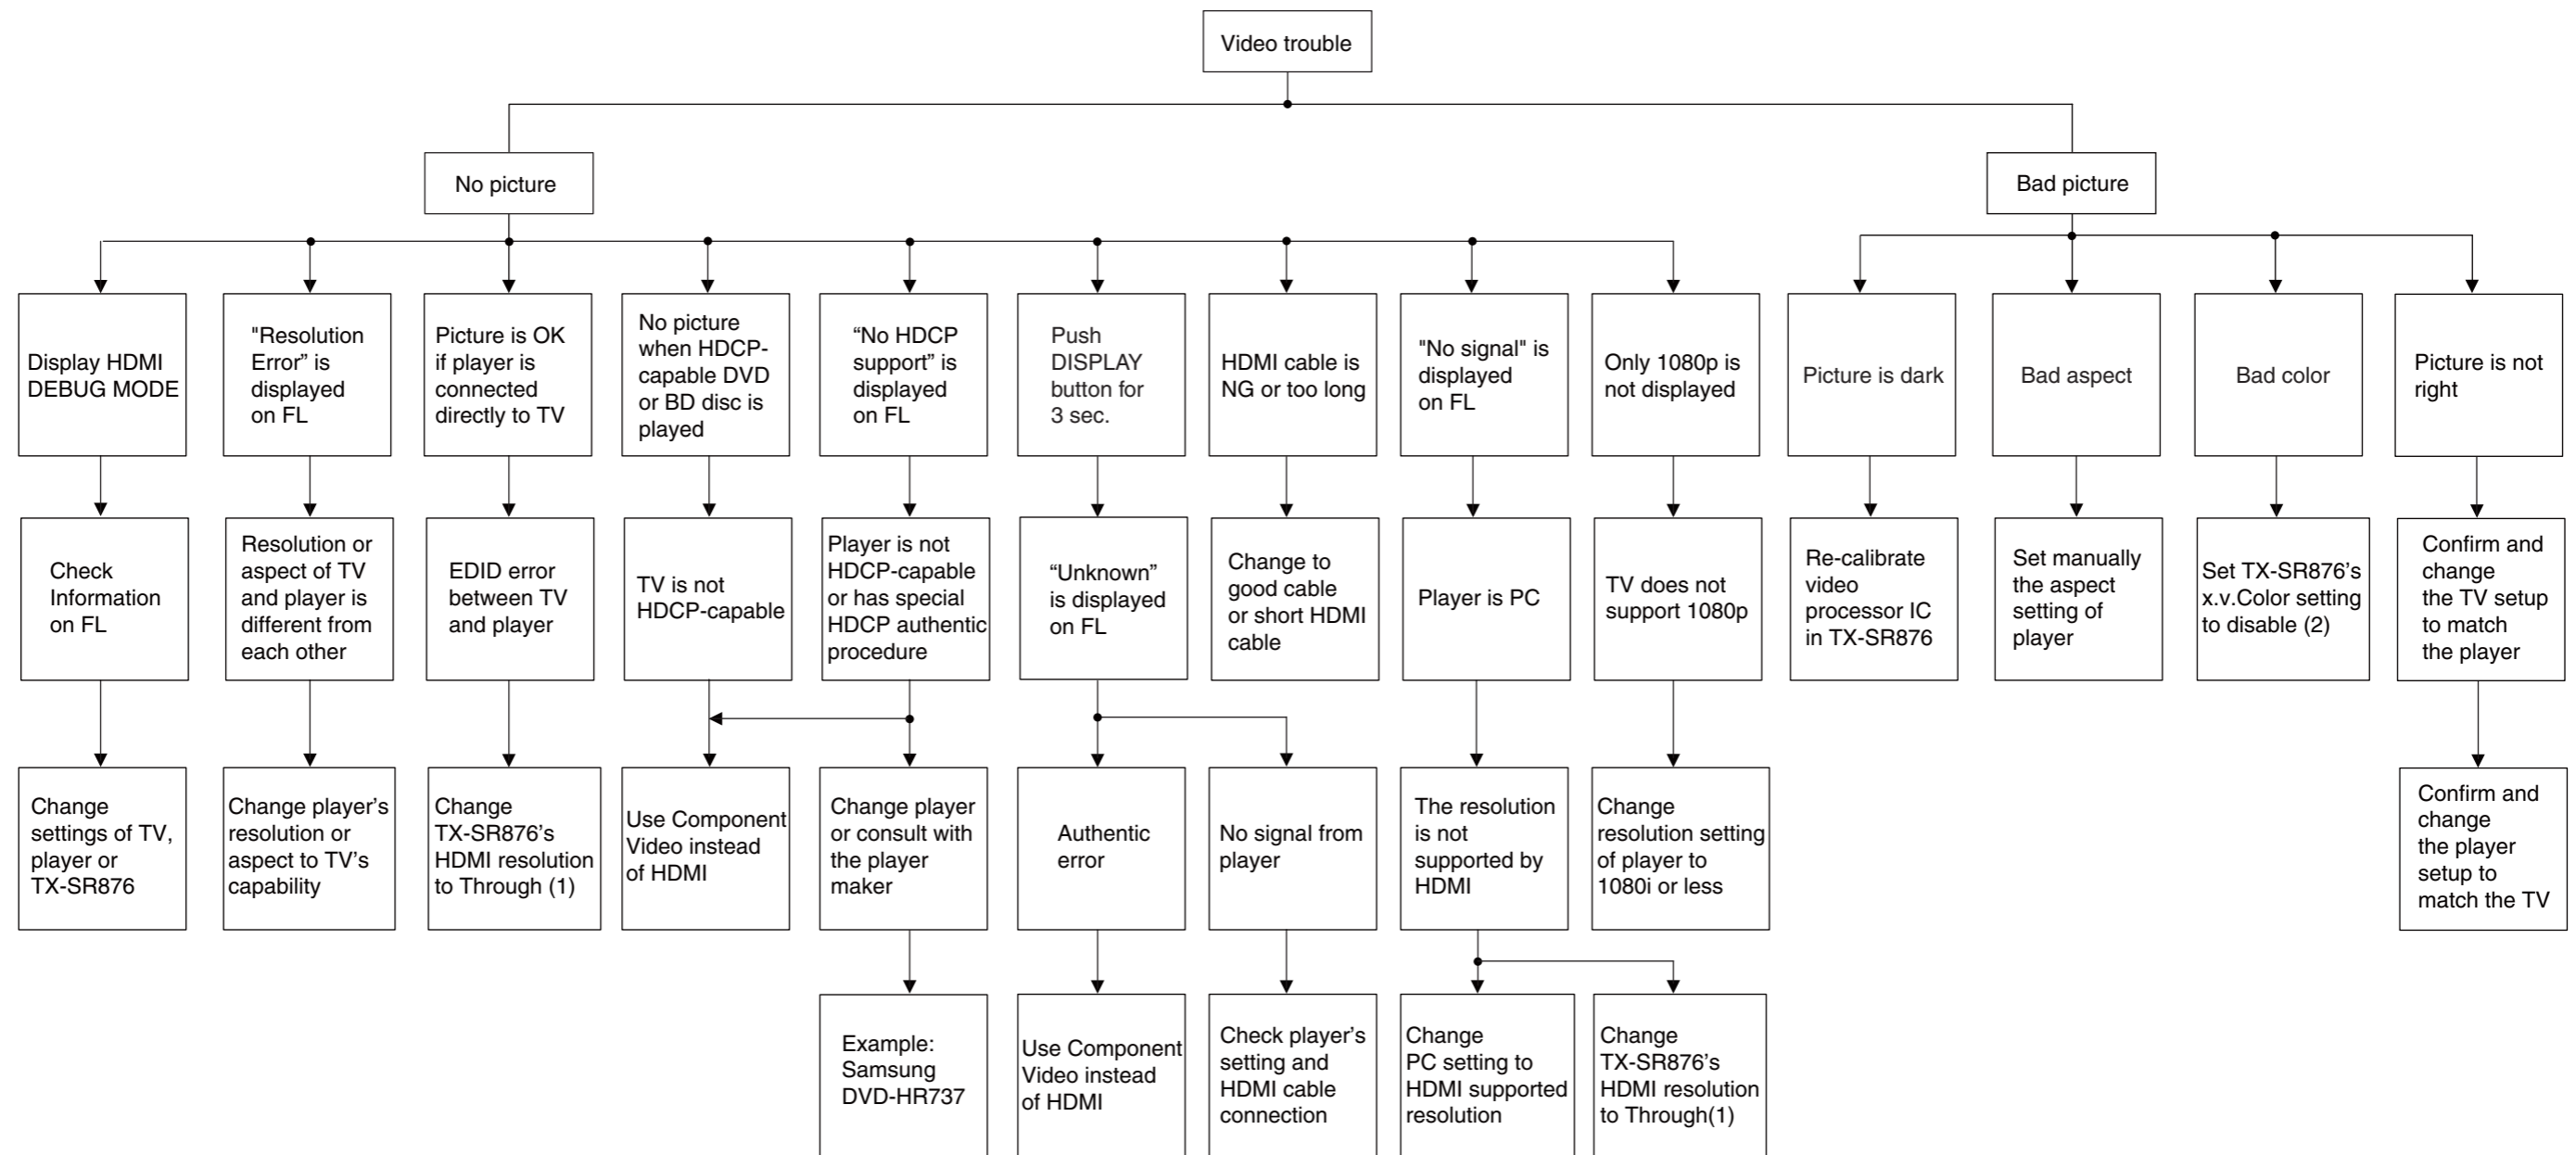 Video trouble
No picture
Bad picture
Display HDMI
DEBUG MODE
"Resolution
Error” is
displayed
on FL
Picture is OK
if player is
connected
directly to TV
No picture
when HDCP-
capable DVD
or BD disc is
played
“No HDCP
support” is
displayed
on FL
Push
DISPLAY
button for
3 sec.
HDMI cable is
NG or too long
"No signal" is
displayed
on FL
Only 1080p is
not displayed
Picture is dark
Bad aspect
Bad color
Picture is not
right
Check
Information
on FL
Resolution or
aspect of TV
and player is
different from
each other
EDID error
between TV
and player
TV is not
HDCP-capable
Player is not
HDCP-capable
or has special
HDCP authentic
procedure
“Unknown”
is displayed
on FL
Change to
good cable
or short HDMI
cable
Player is PC
TV does not
support 1080p
Re-calibrate
video
processor IC
in TX-SR876
Set manually
the aspect
setting of
player
Set TX-SR876’s
x.v.Color setting
to disable (2)
Confirm and
change
the TV setup
to match
the player
Change
settings of TV,
player or
TX-SR876
Change player’s
resolution or
aspect to TV’s
capability
Change
TX-SR876’s
HDMI resolution
to Through (1)
Use Component
Video instead
of HDMI
Change player
or consult with
the player
maker
Authentic
error
No signal from
player
The resolution
is not
supported by
HDMI
Change
resolution setting
of player to
1080i or less
Confirm and
change
the player
setup to
match the TV
Example:
Samsung
DVD-HR737
Use Component
Video instead
of HDMI
Check player’s
setting and
HDMI cable
connection
Change
PC setting to
HDMI supported
resolution
Change
TX-SR876’s
HDMI resolution
to Through(1)